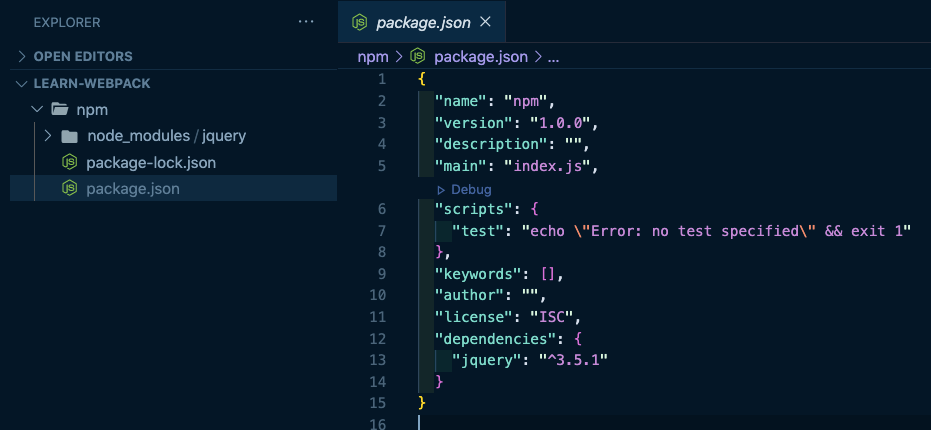 EXPLORER
OPEN EDITORS
LEARN-WEBPACK
npm
node_modules / jquery
package-lock.json
package.json
package.json
npm > package.json > ...
1 {
2 "name": "npm",
3 "version": "1.0.0",
4 "description": "",
5 "main": "index.js",
Debug
6 "scripts": {
7 "test": "echo \"Error: no test specified\" && exit 1"
8 },
9 "keywords": [],
10 "author": "",
11 "license": "ISC",
12 "dependencies": {
13 "jquery": "^3.5.1"
14 }
15 }
16